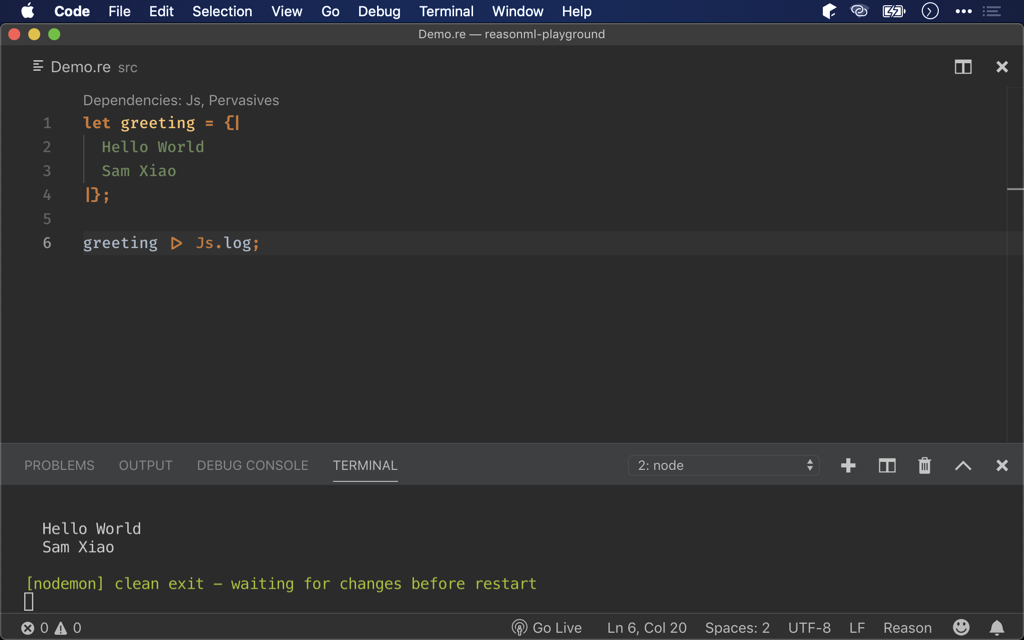 Code File Edit Selection View Go Debug Terminal Window Help
Demo.re — reasonml-playground
Demo.re src
Dependencies: Js, Pervasives
1 let greeting = {|
2 Hello World
3 Sam Xiao
4 |};
5
6 greeting |> Js.log;
PROBLEMS OUTPUT DEBUG CONSOLE TERMINAL 2: node
Hello World
Sam Xiao
[nodemon] clean exit - waiting for changes before restart
0 0 Go Live Ln 6, Col 20 Spaces: 2 UTF-8 LF Reason